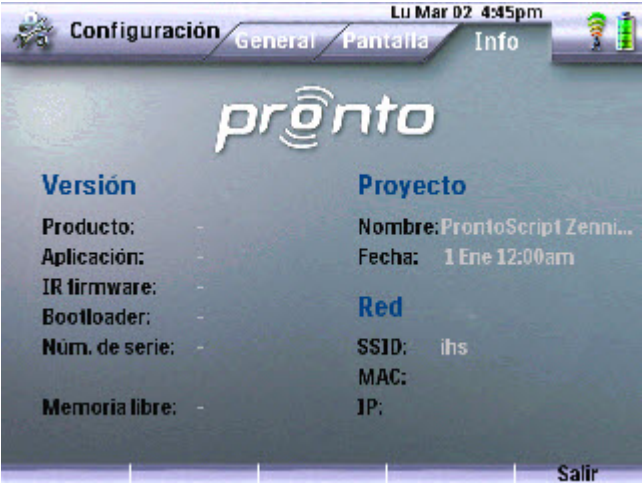 Lu Mar 02 4:45pm
Configuración General Pantalla Info
pronto
Versión
Producto: -
Aplicación: -
IR firmware: -
Bootloader: -
Núm. de serie: -
Memoria libre: -
Proyecto
Nombre: ProntoScript Zenni...
Fecha: 1 Ene 12:00am
Red
SSID: ihs
MAC:
IP:
Salir